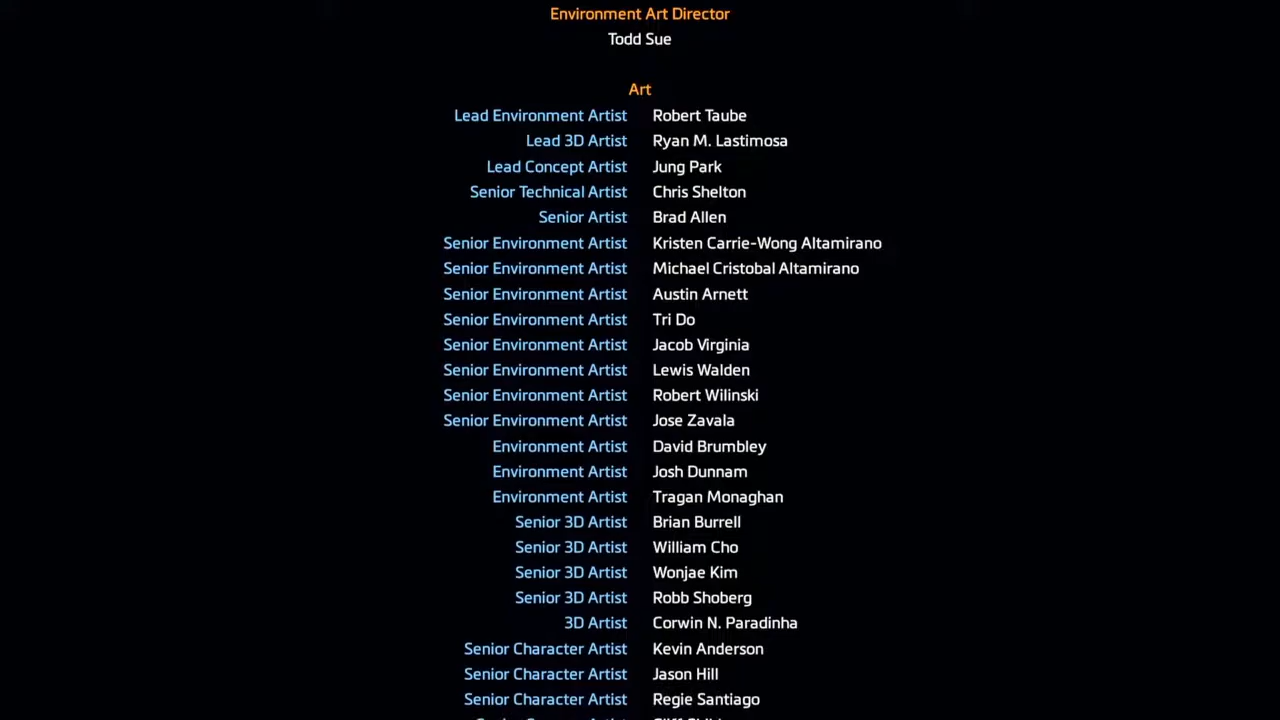 Environment Art Director
Todd Sue
Art
Lead Environment Artist Robert Taube
Lead 3D Artist Ryan M. Lastimosa
Lead Concept Artist Jung Park
Senior Technical Artist Chris Shelton
Senior Artist Brad Allen
Senior Environment Artist Kristen Carrie-Wong Altamirano
Senior Environment Artist Michael Cristobal Altamirano
Senior Environment Artist Austin Arnett
Senior Environment Artist Tri Do
Senior Environment Artist Jacob Virginia
Senior Environment Artist Lewis Walden
Senior Environment Artist Robert Wilinski
Senior Environment Artist Jose Zavala
Environment Artist David Brumbley
Environment Artist Josh Dunnam
Environment Artist Tragan Monaghan
Senior 3D Artist Brian Burrell
Senior 3D Artist William Cho
Senior 3D Artist Wonjae Kim
Senior 3D Artist Robb Shoberg
3D Artist Corwin N. Paradinha
Senior Character Artist Kevin Anderson
Senior Character Artist Jason Hill
Senior Character Artist Regie Santiago